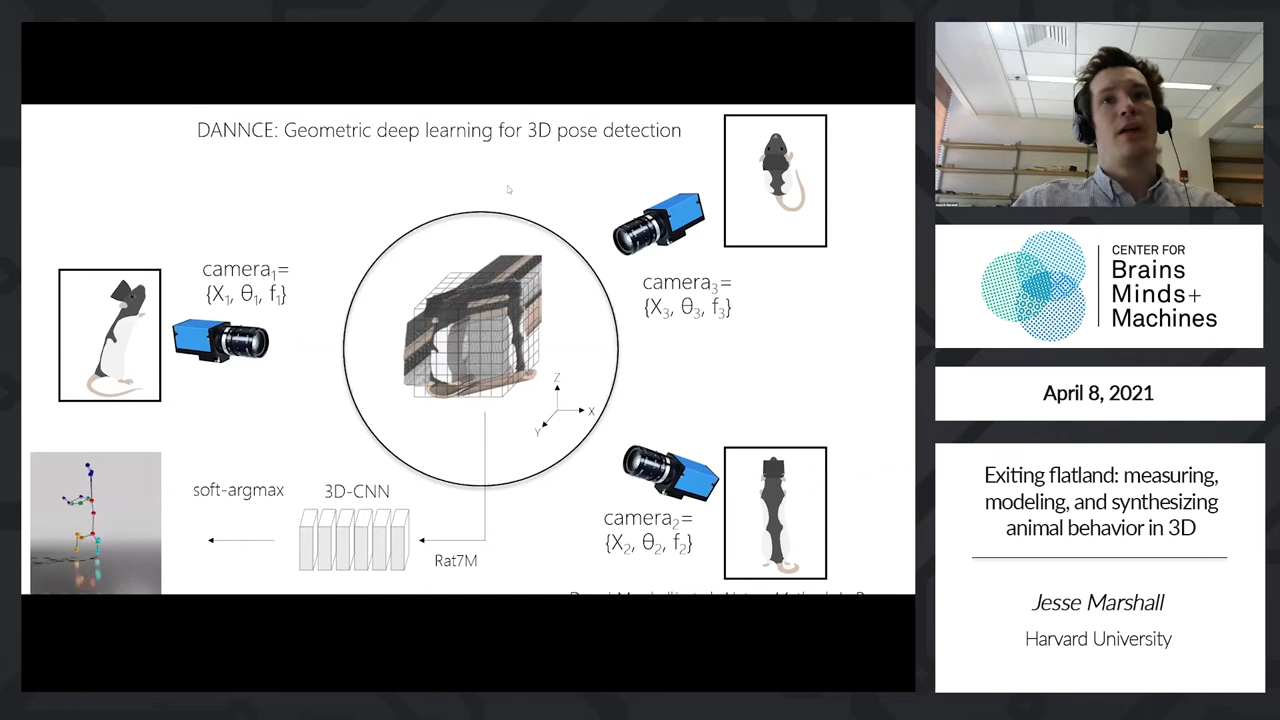 DANNCE: Geometric deep learning for 3D pose detection
camera₁=
{X₁, θ₁, f₁}
camera₃=
{X₃, θ₃, f₃}
Z
X
Y
camera₂=
{X₂, θ₂, f₂}
soft-argmax
3D-CNN
Rat7M
CENTER FOR
Brains
Minds+
Machines
April 8, 2021
Exiting flatland: measuring,
modeling, and synthesizing
animal behavior in 3D
Jesse Marshall
Harvard University